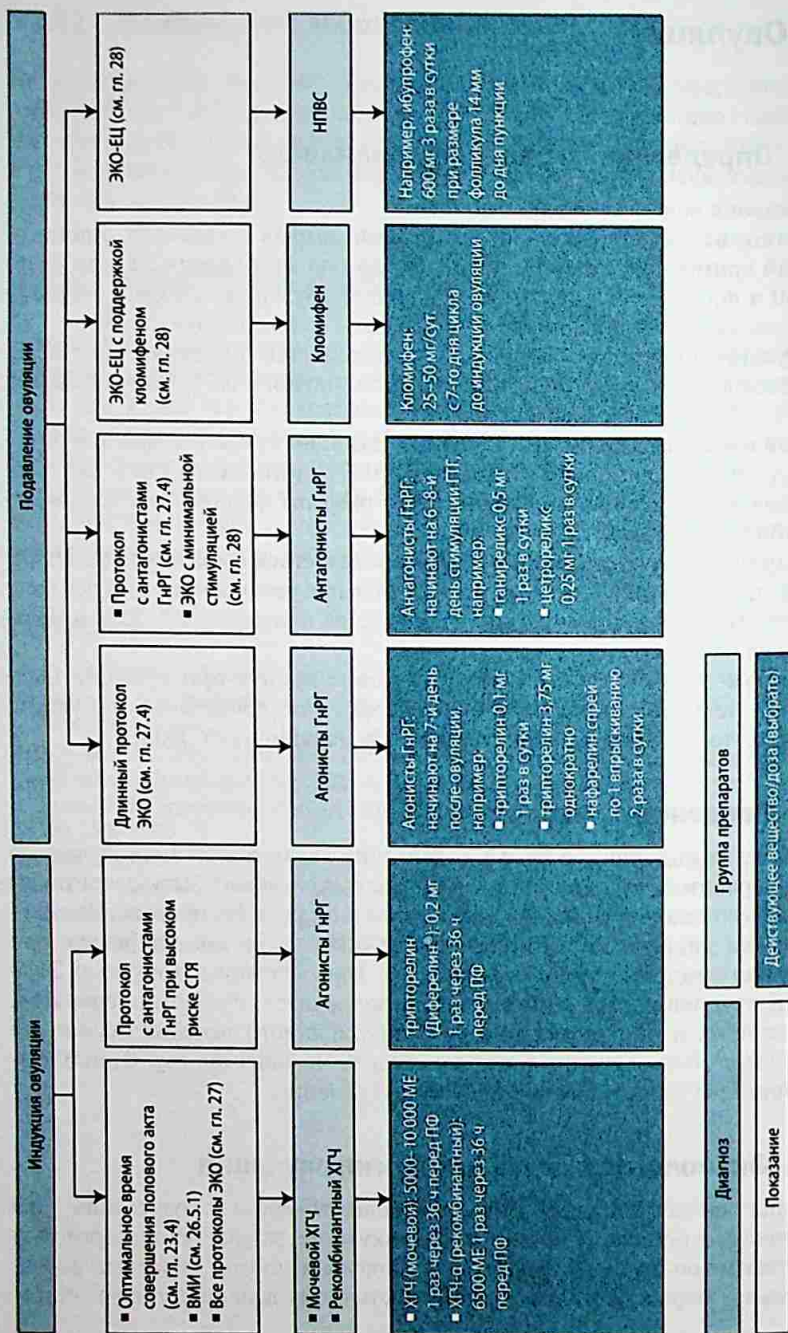 Индукция овуляции
Подавление овуляции
▪ Оптимальное время
совершения полового акта
(см. гл. 23.4)
▪ ВМИ (см. 26.5.1)
▪ Все протоколы ЭКО (см. гл. 27)
Протокол
с антагонистами
ГнРГ при высоком
риске СГЯ
Длинный протокол
ЭКО (см. гл. 27.4)
▪ Протокол
с антагонистами
ГнРГ (см. гл. 27.4)
▪ ЭКО с минимальной
стимуляцией
(см. гл. 28)
ЭКО-ЕЦ с поддержкой
кломифеном
(см. гл. 28)
ЭКО-ЕЦ (см. гл. 28)
▪ Мочевой ХГЧ
▪ Рекомбинантный ХГЧ
Агонисты ГнРГ
Агонисты ГнРГ
Антагонисты ГнРГ
Кломифен
НПВС
▪ ХГЧ (мочевой): 5000–10 000 МЕ
1 раз через 36 ч перед ПФ
▪ ХГЧα (рекомбинантный):
6500 МЕ 1 раз через 36 ч
перед ПФ
трипторелин
(Диферелин*): 0,2 мг
1 раз через 36 ч
перед ПФ
Агонисты ГнРГ:
начинают на 7-й день
после овуляции,
например:
▪ трипторелин 0,1 мг
1 раз в сутки
▪ трипторелин 3,75 мг
однократно
▪ нафарелин спрей
по 1 впрыскиванию
2 раза в сутки
Антагонисты ГнРГ:
начинают на 6–8-й
день стимуляции ГТ,
например:
▪ ганиреликс 0,5 мг
1 раз в сутки
▪ цетрореликс
0,25 мг 1 раз в сутки
Кломифен:
25–50 мг/сут
с 7-го дня цикла
до индукции овуляции
Например, ибупрофен:
600 мг 3 раза в сутки
при размере
фолликула 14 мм
до дня пункции
Диагноз
Группа препаратов
Показание
Действующее вещество/доза (выбрать)